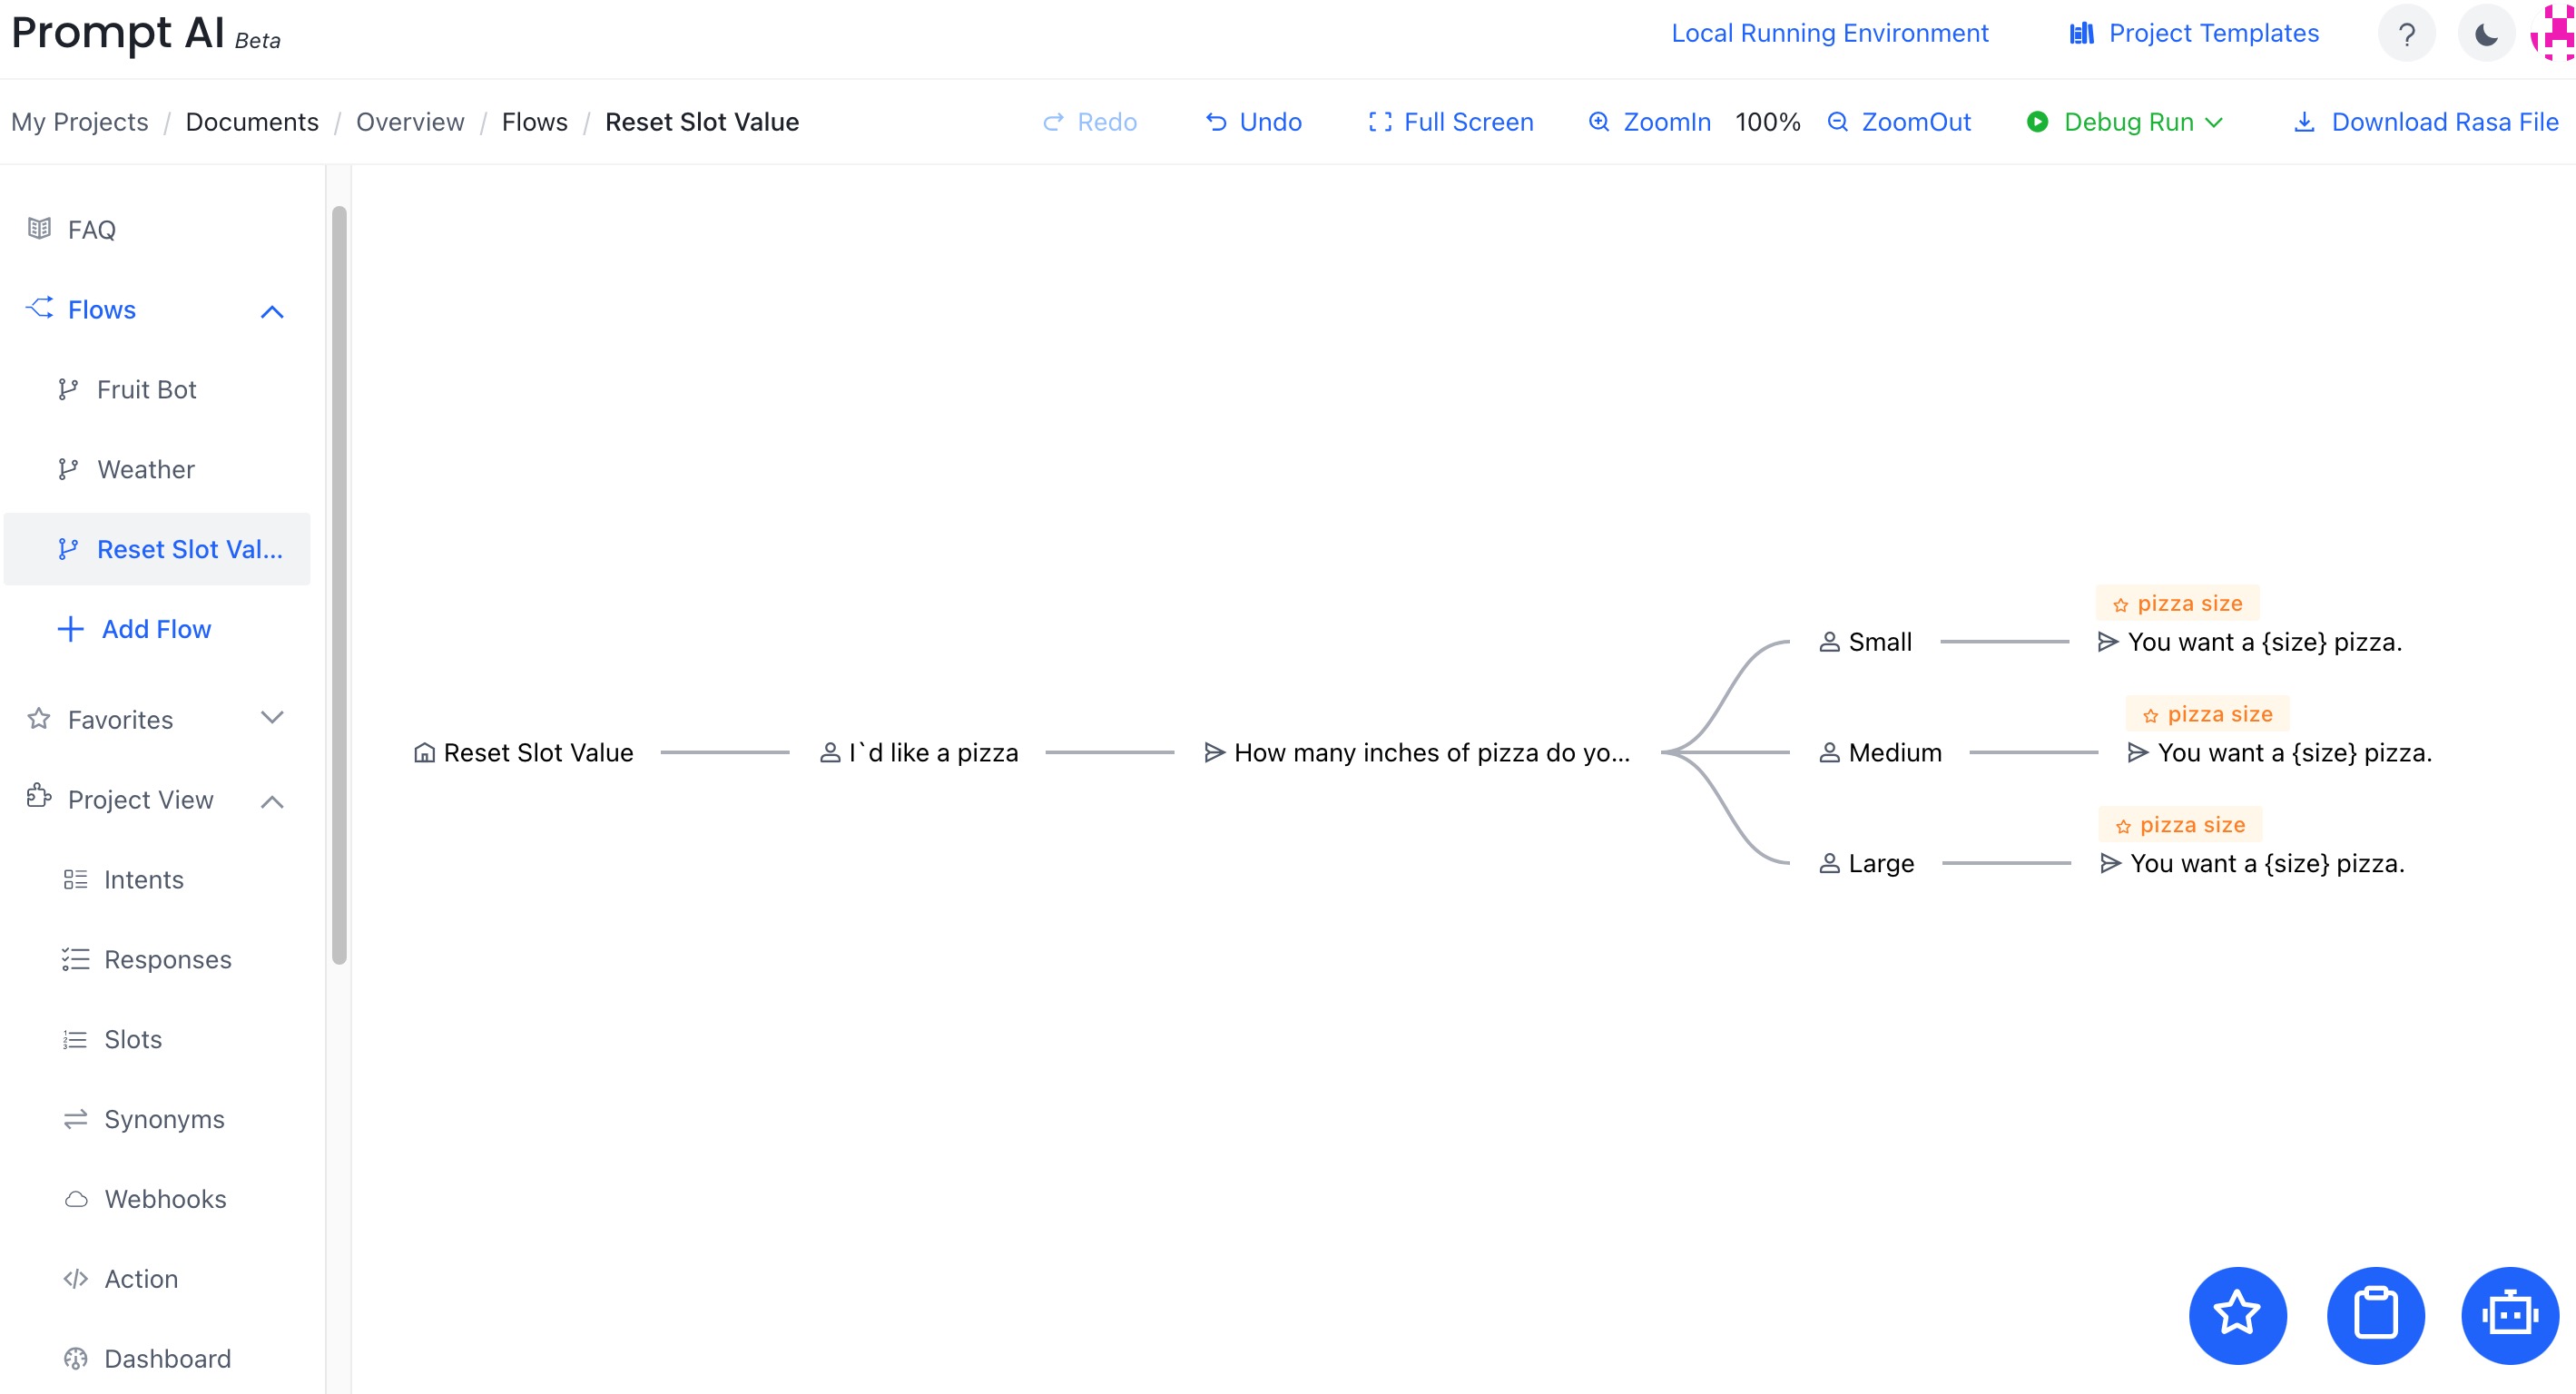 Prompt AI Beta
Local Running Environment
Project Templates
?
My Projects / Documents / Overview / Flows / Reset Slot Value
Redo
Undo
Full Screen
ZoomIn
100%
ZoomOut
Debug Run
Download Rasa File
FAQ
Flows
Fruit Bot
Weather
Reset Slot Val...
Add Flow
Favorites
Project View
Intents
Responses
Slots
Synonyms
Webhooks
Action
Dashboard
Reset Slot Value
I`d like a pizza
How many inches of pizza do yo...
Small
pizza size
You want a {size} pizza.
Medium
pizza size
You want a {size} pizza.
Large
pizza size
You want a {size} pizza.